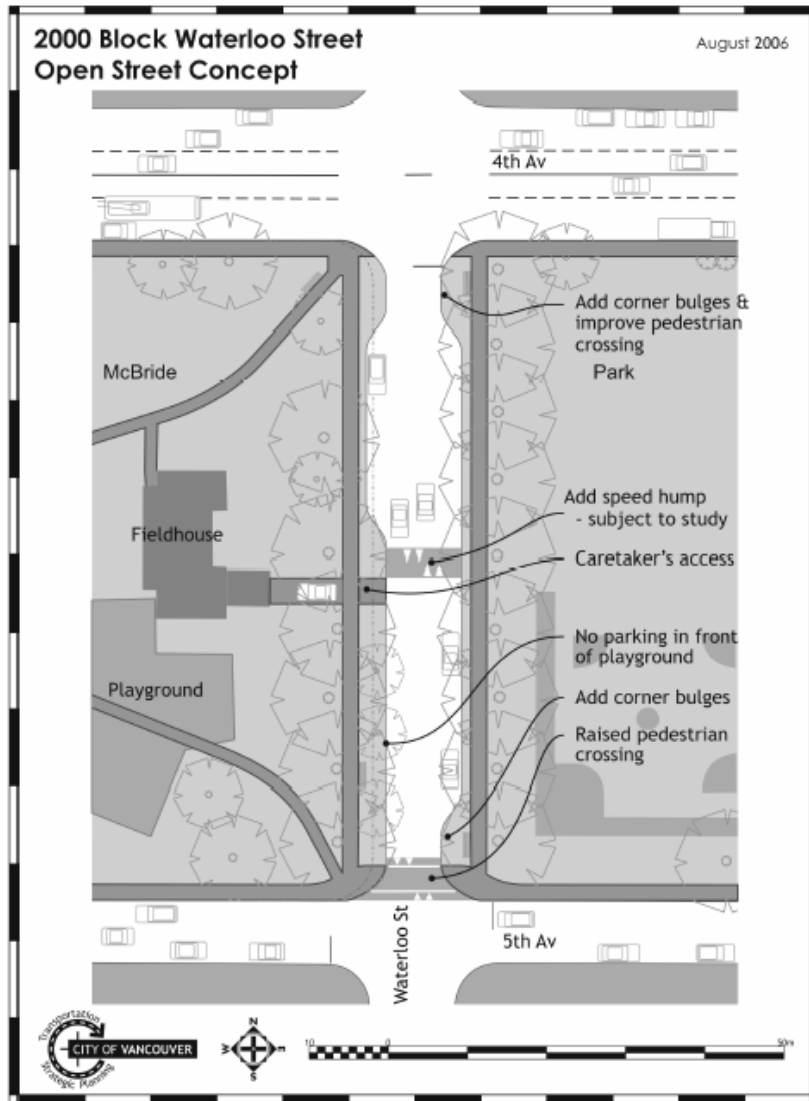 2000 Block Waterloo Street
Open Street Concept
August 2006
4th Av
Add corner bulges &
improve pedestrian
crossing
McBride
Park
Add speed hump
- subject to study
Fieldhouse
Caretaker's access
No parking in front
of playground
Playground
Add corner bulges
Raised pedestrian
crossing
Waterloo St
5th Av
Transportation
CITY OF VANCOUVER
Strategic Planning
N
W
E
S
10
0
50m